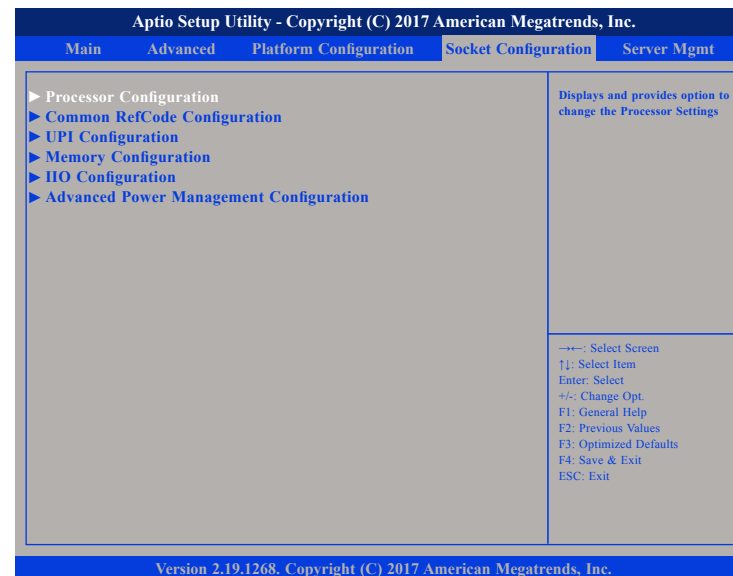 Aptio Setup Utility - Copyright (C) 2017 American Megatrends, Inc.
Main Advanced Platform Configuration Socket Configuration Server Mgmt
► Processor Configuration
► Common RefCode Configuration
► UPI Configuration
► Memory Configuration
► IIO Configuration
► Advanced Power Management Configuration
Displays and provides option to
change the Processor Settings
→←: Select Screen
↑↓: Select Item
Enter: Select
+/-: Change Opt.
F1: General Help
F2: Previous Values
F3: Optimized Defaults
F4: Save & Exit
ESC: Exit
Version 2.19.1268. Copyright (C) 2017 American Megatrends, Inc.